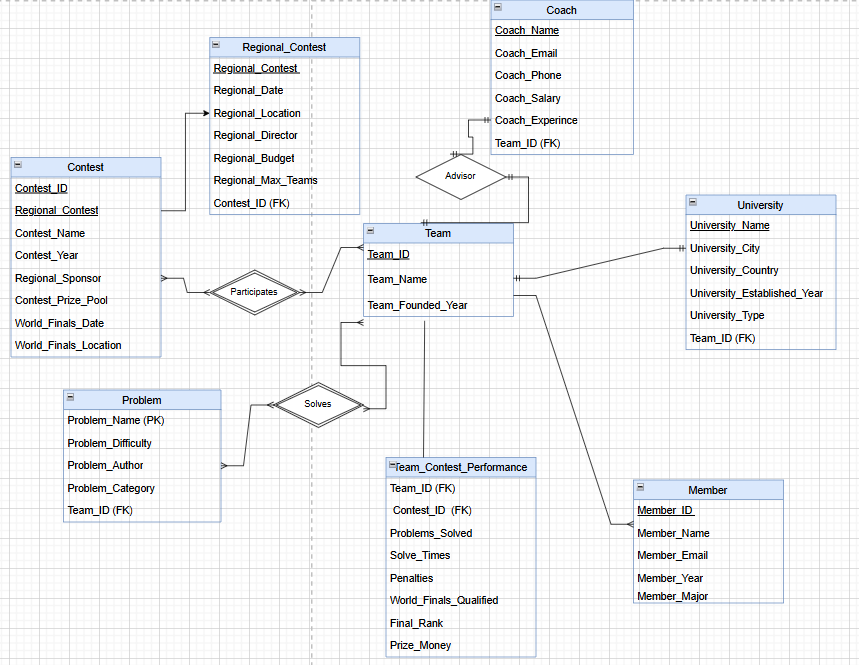 Coach
Coach_Name
Coach_Email
Coach_Phone
Coach_Salary
Coach_Experince
Team_ID (FK)
Regional_Contest
Regional_Contest
Regional_Date
Regional_Location
Regional_Director
Regional_Budget
Regional_Max_Teams
Contest_ID (FK)
Contest
Contest_ID
Regional_Contest
Contest_Name
Contest_Year
Regional_Sponsor
Contest_Prize_Pool
World_Finals_Date
World_Finals_Location
Advisor
University
University_Name
University_City
University_Country
University_Established_Year
University_Type
Team_ID (FK)
Team
Team_ID
Team_Name
Team_Founded_Year
Participates
Problem
Problem_Name (PK)
Problem_Difficulty
Problem_Author
Problem_Category
Team_ID (FK)
Solves
Team_Contest_Performance
Team_ID (FK)
Contest_ID (FK)
Problems_Solved
Solve_Times
Penalties
World_Finals_Qualified
Final_Rank
Prize_Money
Member
Member_ID
Member_Name
Member_Email
Member_Year
Member_Major